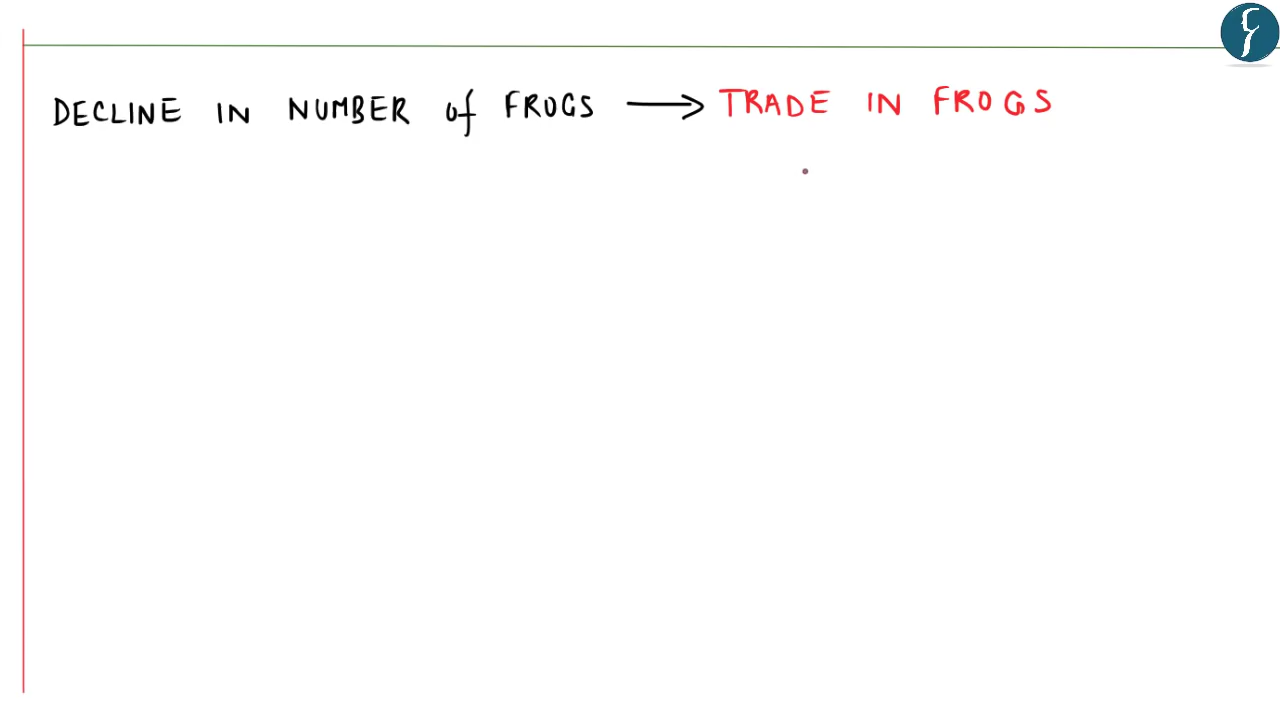 DECLINE IN NUMBER of FROGS → TRADE IN FROGS